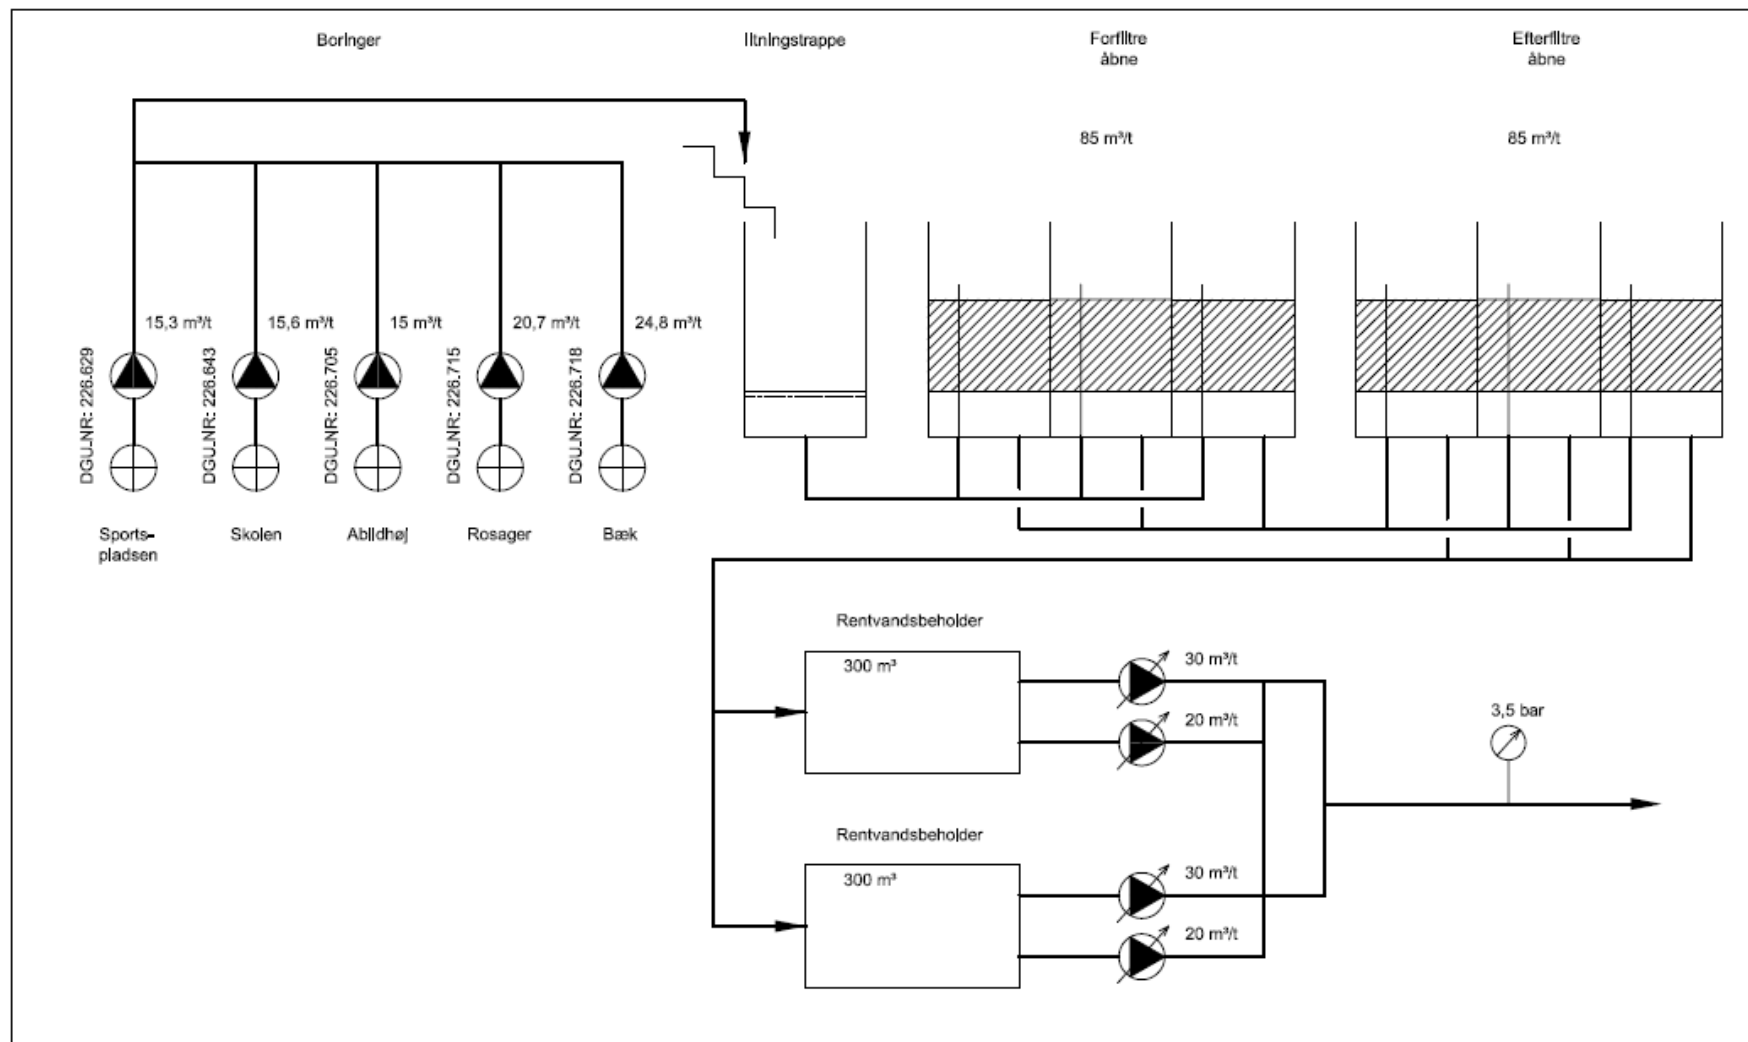 Boringer
Iltningstrappe
Forfiltre
åbne
Efterfiltre
åbne
85 m³/t
85 m³/t
15,3 m³/t
15,6 m³/t
15 m³/t
20,7 m³/t
24,8 m³/t
DGU.NR: 226.629
DGU.NR: 226.643
DGU.NR: 226.705
DGU.NR: 226.715
DGU.NR: 226.718
Sports-
pladsen
Skolen
Abildhøj
Rosager
Bæk
Rentvandsbeholder
300 m³
30 m³/t
20 m³/t
3,5 bar
Rentvandsbeholder
300 m³
30 m³/t
20 m³/t